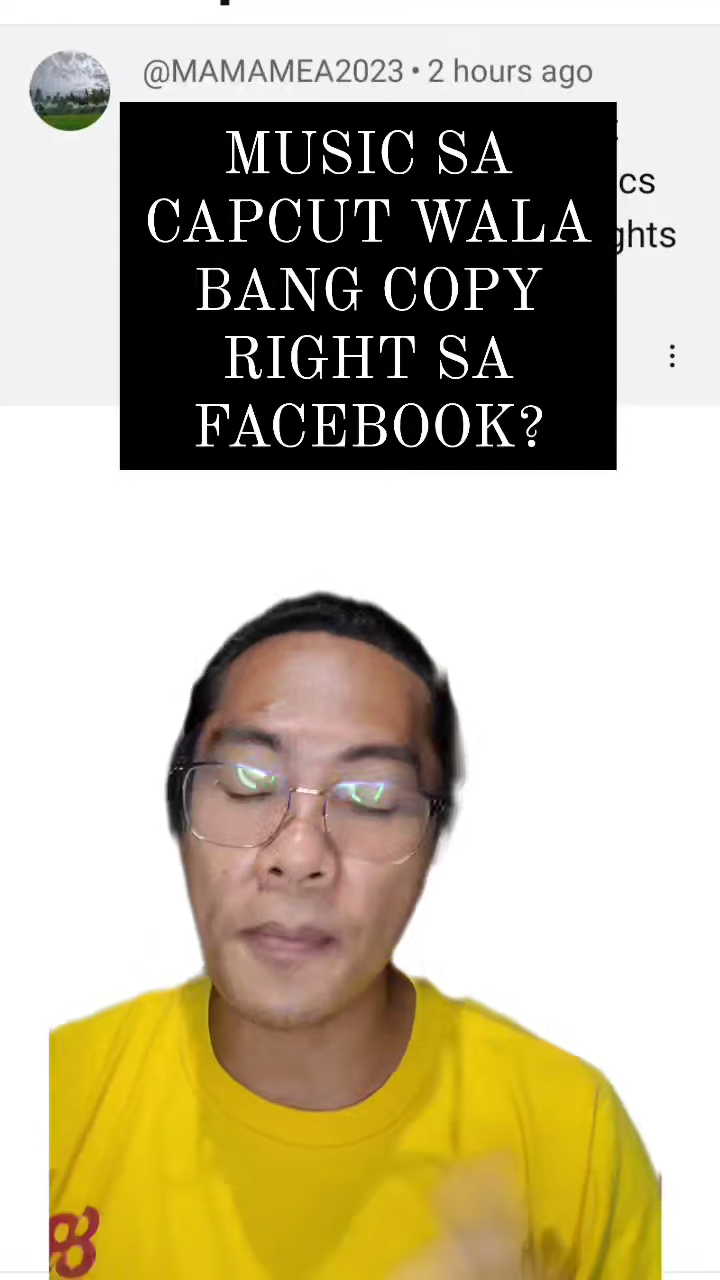 @MAMAMEA2023 • 2 hours ago
MUSIC SA
CAPCUT WALA
BANG COPY
RIGHT SA
FACEBOOK?